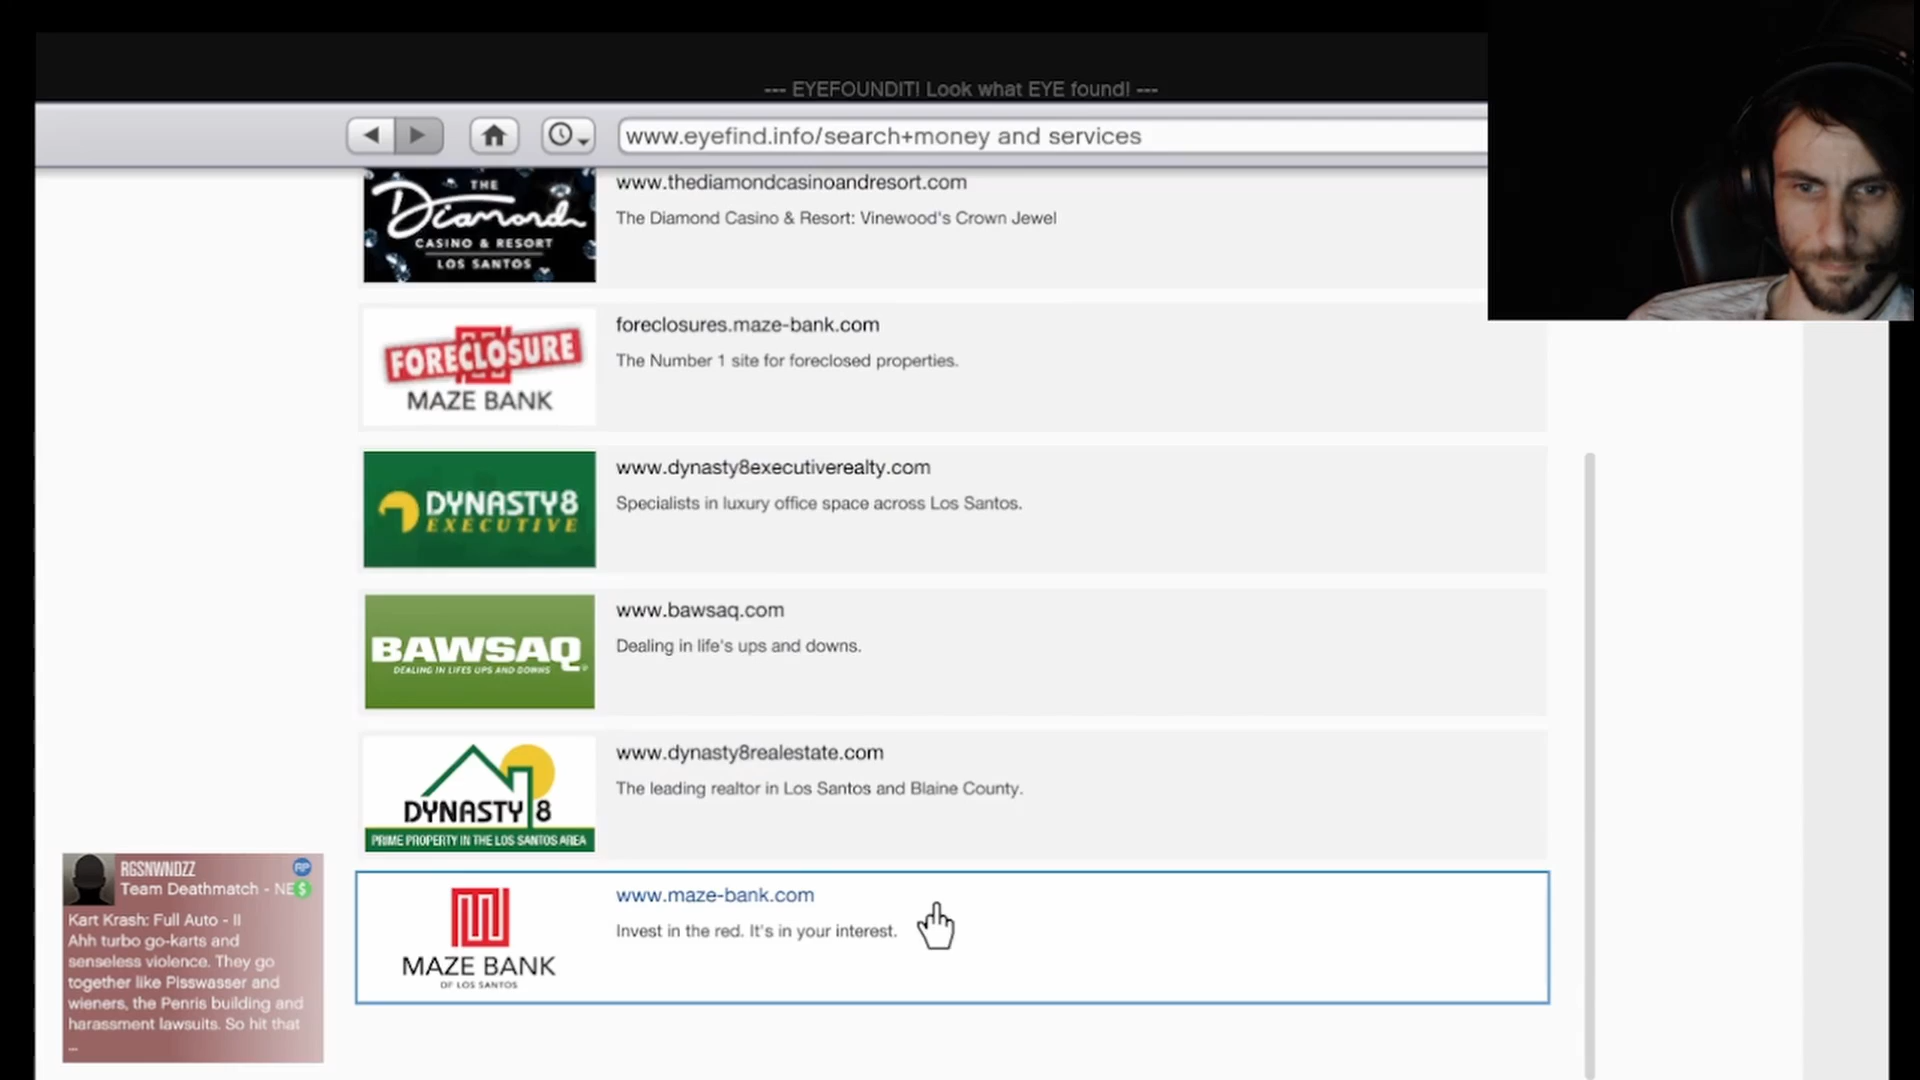 --- EYEFOUNDIT! Look what EYE found! ---
www.eyefind.info/search+money and services
THE
Diamond
CASINO & RESORT
LOS SANTOS
www.thediamondcasinoandresort.com
The Diamond Casino & Resort: Vinewood's Crown Jewel
FORECLOSURE
MAZE BANK
foreclosures.maze-bank.com
The Number 1 site for foreclosed properties.
DYNASTY 8
EXECUTIVE
www.dynasty8executiverealty.com
Specialists in luxury office space across Los Santos.
BAWSAQ
DEALING IN LIFES UPS AND DOWNS
www.bawsaq.com
Dealing in life's ups and downs.
DYNASTY 8
PRIME PROPERTY IN THE LOS SANTOS AREA
www.dynasty8realestate.com
The leading realtor in Los Santos and Blaine County.
MAZE BANK
OF LOS SANTOS
www.maze-bank.com
Invest in the red. It's in your interest.
RGSNWNDZZ
RP
Team Deathmatch - NE
$
Kart Krash: Full Auto - II
Ahh turbo go-karts and
senseless violence. They go
together like Pisswasser and
wieners, the Penris building and
harassment lawsuits. So hit that
...